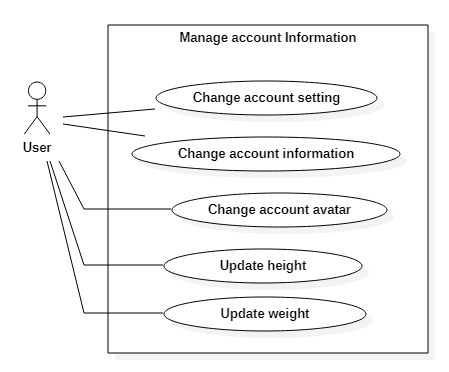 Manage account Information
Change account setting
User
Change account information
Change account avatar
Update height
Update weight